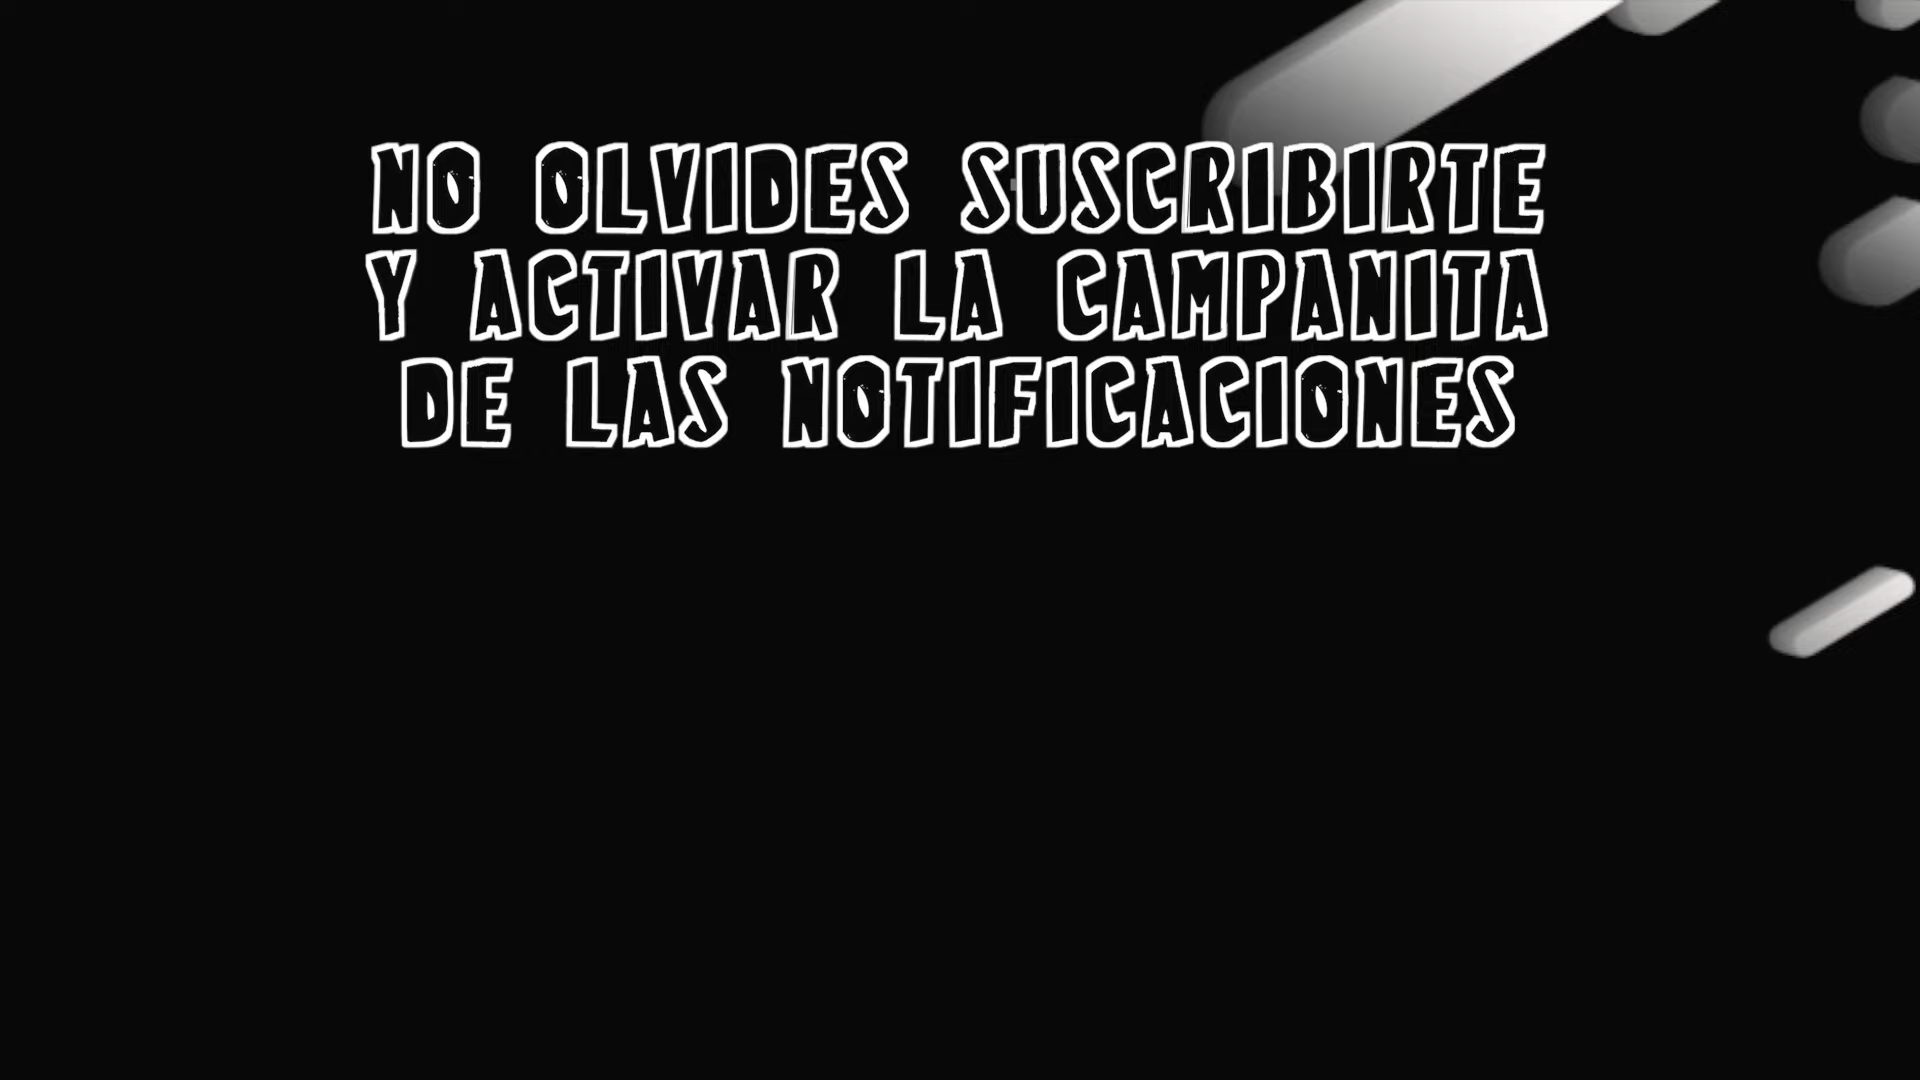 NO OLVIDES SUSCRIBIRTE
Y ACTIVAR LA CAMPANITA
DE LAS NOTIFICACIONES